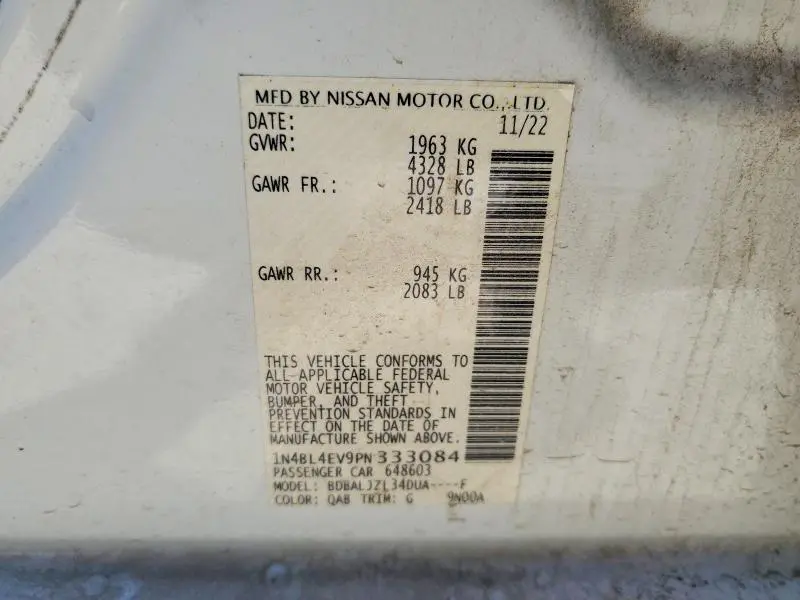 MFD BY NISSAN MOTOR CO., LTD.
DATE: 11/22
GVWR: 1963 KG
4328 LB
GAWR FR.: 1097 KG
2418 LB
GAWR RR.: 945 KG
2083 LB
THIS VEHICLE CONFORMS TO
ALL APPLICABLE FEDERAL
MOTOR VEHICLE SAFETY,
BUMPER, AND THEFT
PREVENTION STANDARDS IN
EFFECT ON THE DATE OF
MANUFACTURE SHOWN ABOVE.
1N4BL4EV9PN333084
PASSENGER CAR 648603
MODEL: BDBALJZL34DUA----F
COLOR: QAB TRIM: G 9N00A